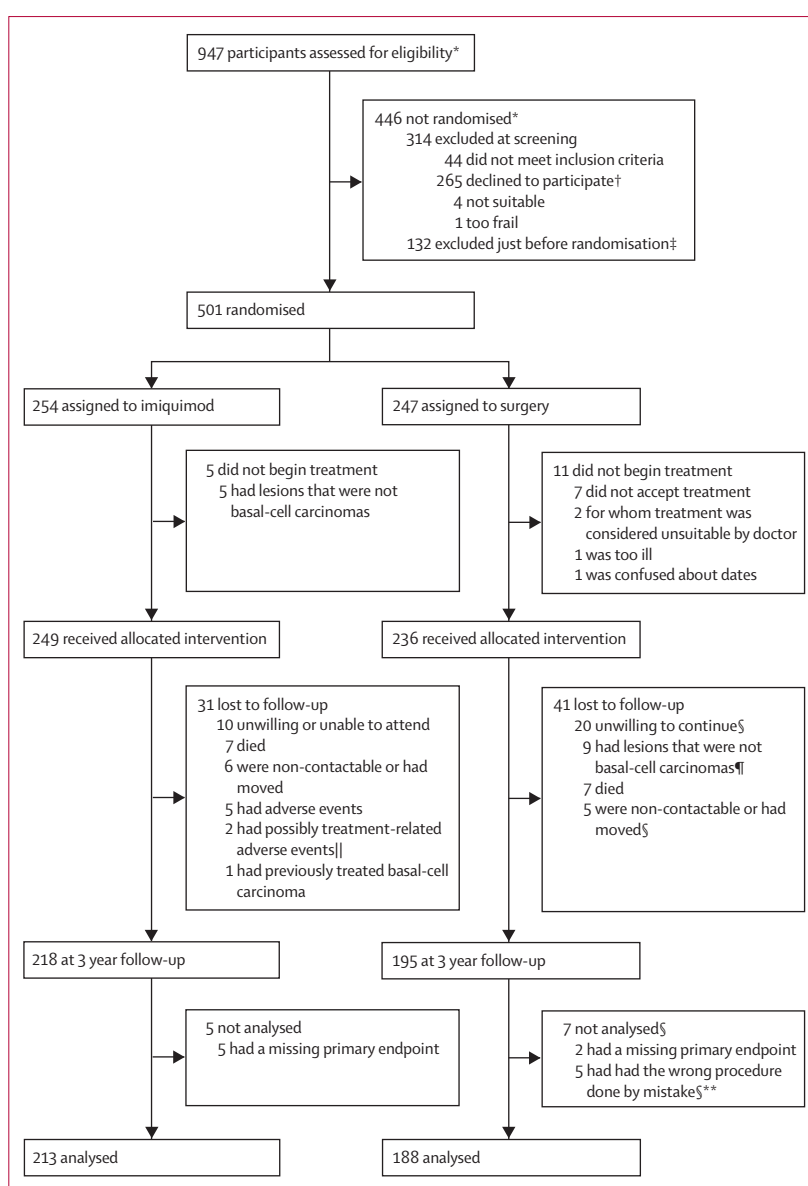 947 participants assessed for eligibility*
446 not randomised*
314 excluded at screening
44 did not meet inclusion criteria
265 declined to participate†
4 not suitable
1 too frail
132 excluded just before randomisation‡
501 randomised
254 assigned to imiquimod
247 assigned to surgery
5 did not begin treatment
5 had lesions that were not
basal-cell carcinomas
11 did not begin treatment
7 did not accept treatment
2 for whom treatment was
considered unsuitable by doctor
1 was too ill
1 was confused about dates
249 received allocated intervention
236 received allocated intervention
31 lost to follow-up
10 unwilling or unable to attend
7 died
6 were non-contactable or had
moved
5 had adverse events
2 had possibly treatment-related
adverse events||
1 had previously treated basal-cell
carcinoma
41 lost to follow-up
20 unwilling to continue§
9 had lesions that were not
basal-cell carcinomas¶
7 died
5 were non-contactable or had
moved§
218 at 3 year follow-up
195 at 3 year follow-up
5 not analysed
5 had a missing primary endpoint
7 not analysed§
2 had a missing primary endpoint
5 had had the wrong procedure
done by mistake§**
213 analysed
188 analysed